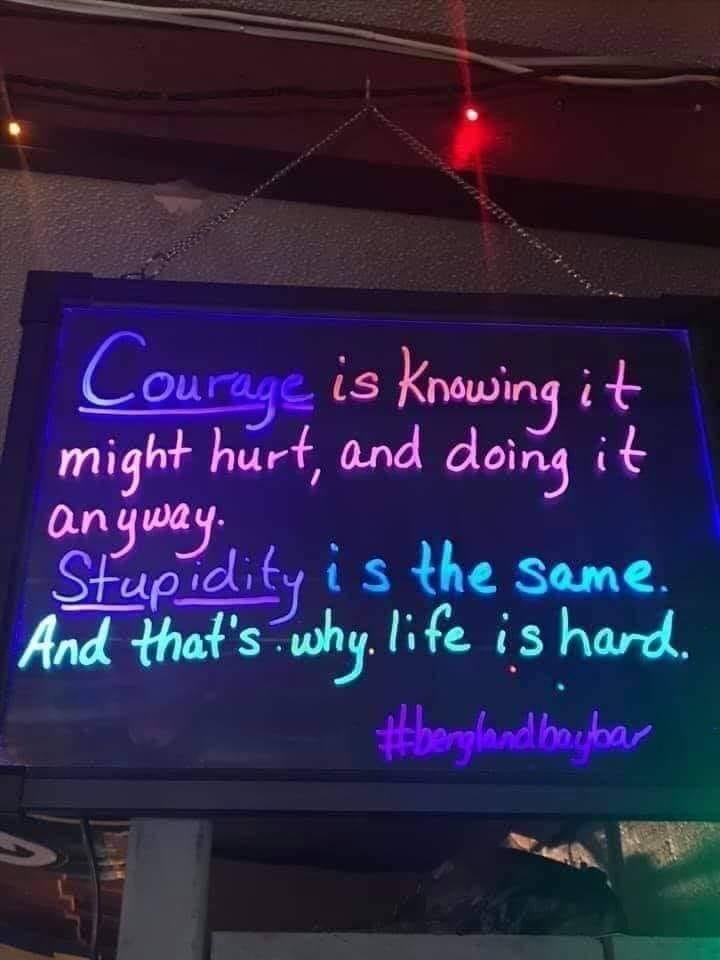 Courage is knowing it
might hurt, and doing it
anyway.
Stupidity is the same.
And that's why life is hard.
#berglandbaybar